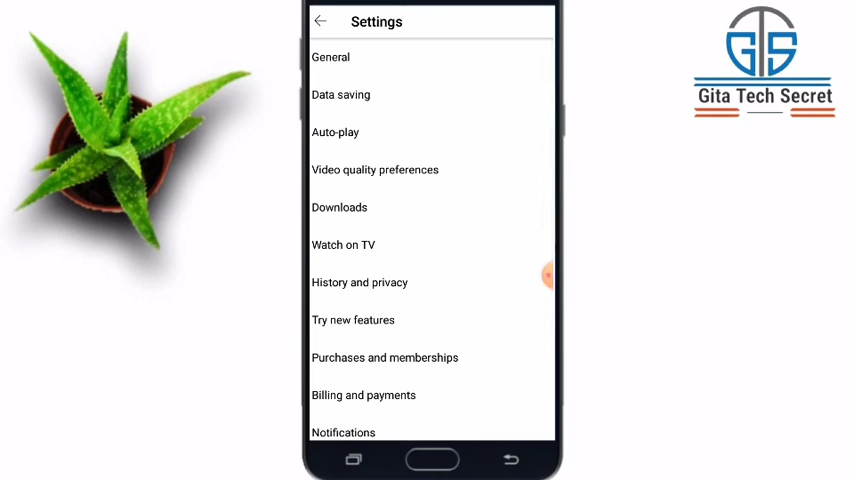 Settings
General
Data saving
Auto-play
Video quality preferences
Downloads
Watch on TV
History and privacy
Try new features
Purchases and memberships
Billing and payments
Notifications
GTS
Gita Tech Secret